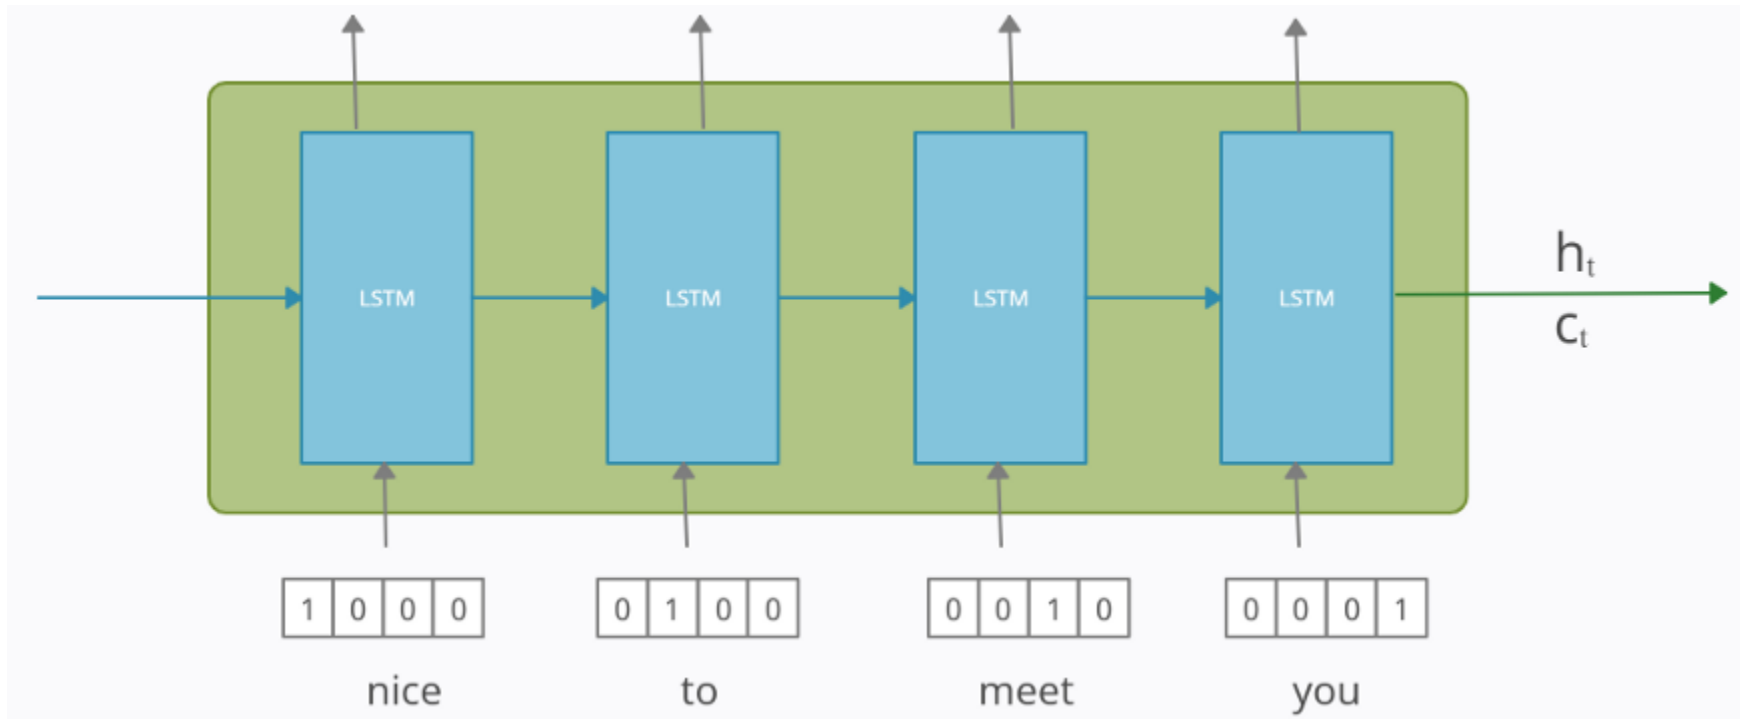 LSTM LSTM LSTM LSTM
hₜ
cₜ
1 0 0 0 0 1 0 0 0 0 1 0 0 0 0 1
nice to meet you